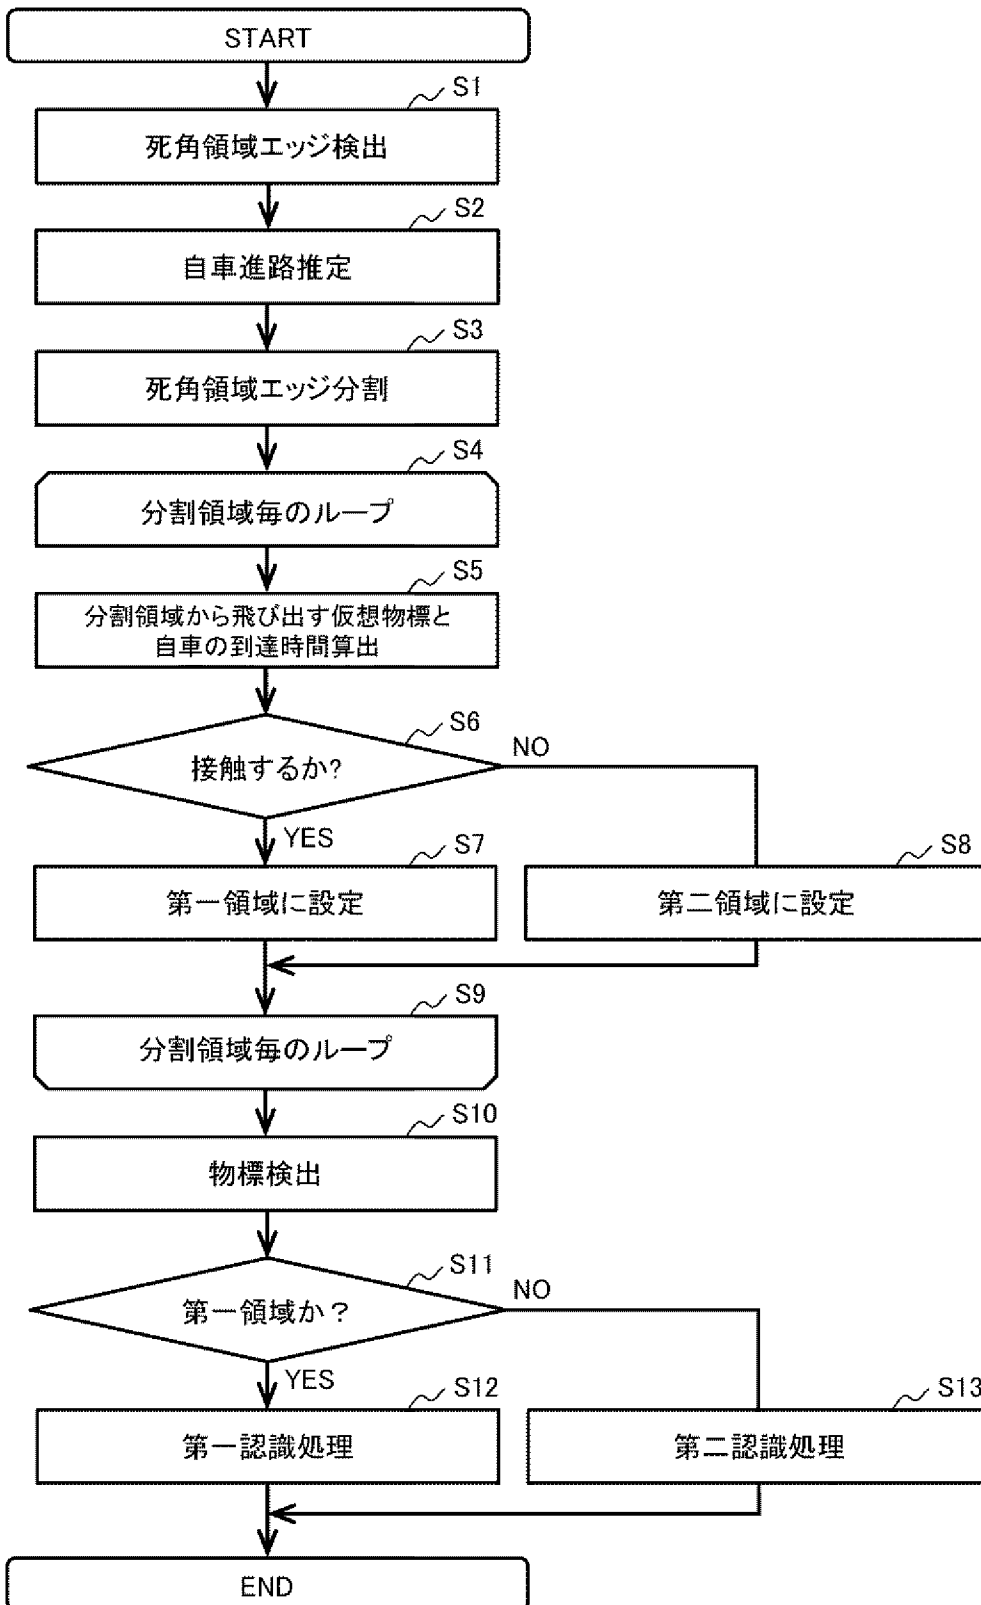 START
S1
死角領域エッジ検出
S2
自車進路推定
S3
死角領域エッジ分割
S4
分割領域毎のループ
S5
分割領域から飛び出す仮想物標と
自車の到達時間算出
S6
接触するか?
NO
YES
S7
第一領域に設定
S8
第二領域に設定
S9
分割領域毎のループ
S10
物標検出
S11
第一領域か？
NO
YES
S12
第一認識処理
S13
第二認識処理
END